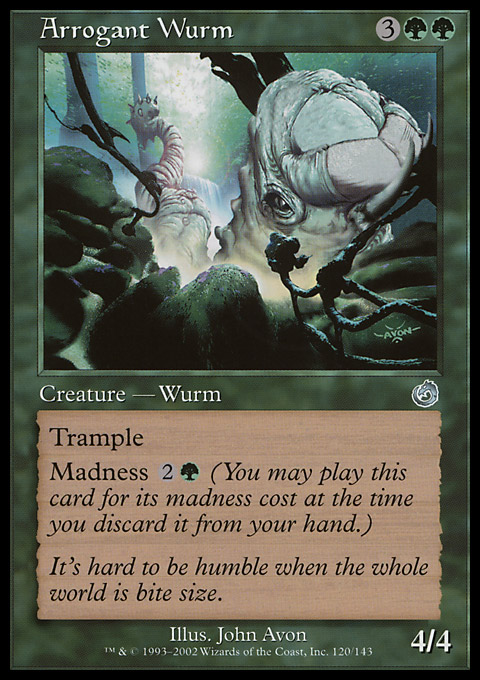 Arrogant Wurm 3
AVON
Creature — Wurm
Trample
Madness 2 (You may play this
card for its madness cost at the time
you discard it from your hand.)
It's hard to be humble when the whole
world is bite size.
Illus. John Avon
™ & © 1993-2002 Wizards of the Coast, Inc. 120/143
4/4